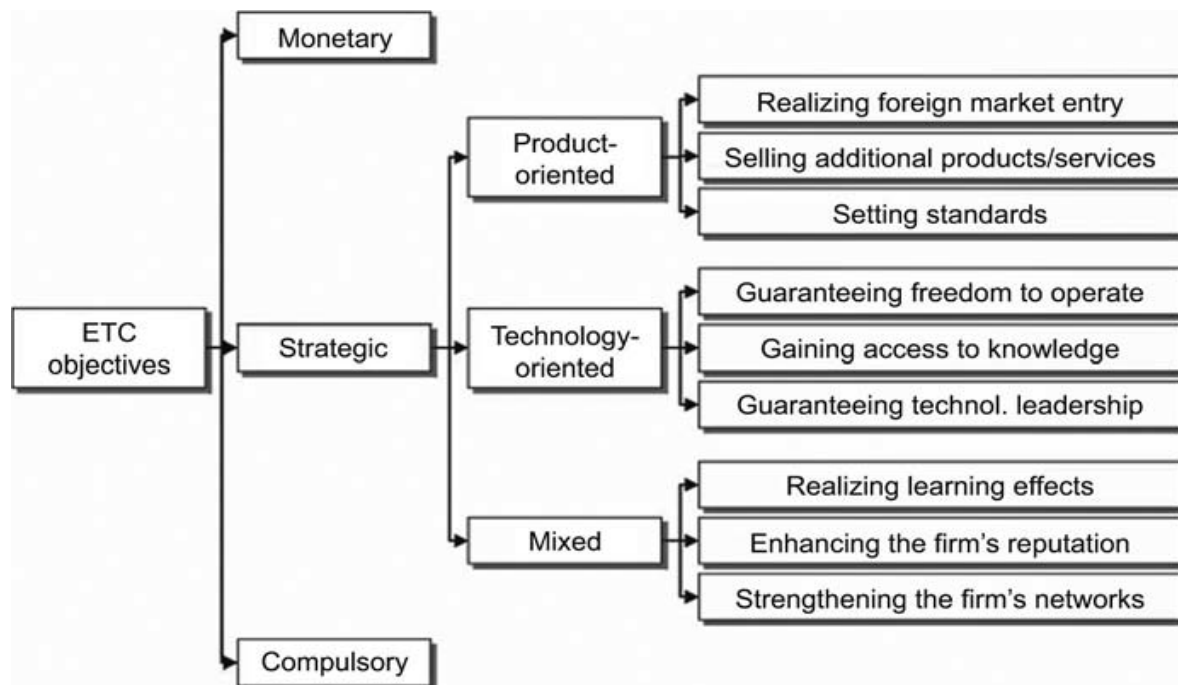 Monetary
Realizing foreign market entry
Product-
oriented
Selling additional products/services
Setting standards
Guaranteeing freedom to operate
ETC
objectives
Strategic
Technology-
oriented
Gaining access to knowledge
Guaranteeing technol. leadership
Realizing learning effects
Mixed
Enhancing the firm's reputation
Strengthening the firm's networks
Compulsory